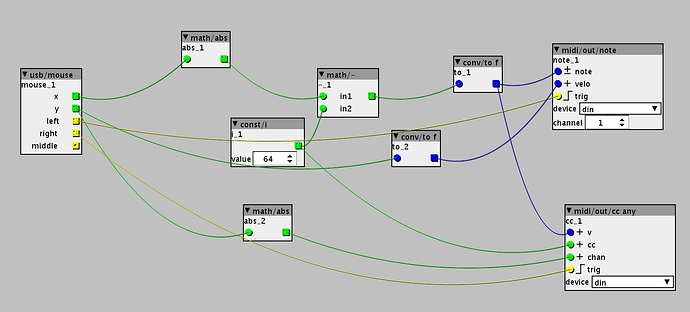 ▼ math/abs
abs_1
▼ usb/mouse
mouse_1
x
y
left
right
middle
▼ math/-
-_1
in1
in2
▼ const/i
i_1
value 64
▼ conv/to f
to_1
▼ conv/to f
to_2
▼ midi/out/note
note_1
± note
+ velo
trig
device din
channel 1
▼ math/abs
abs_2
▼ midi/out/cc any
cc_1
+ v
+ cc
+ chan
trig
device din